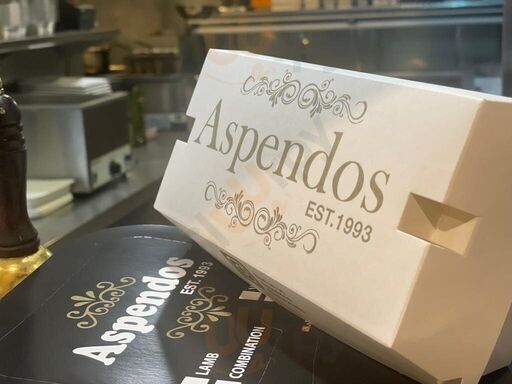 Aspendos
EST.1993
Aspendos
EST. 1993
LAMB
COMBINATION